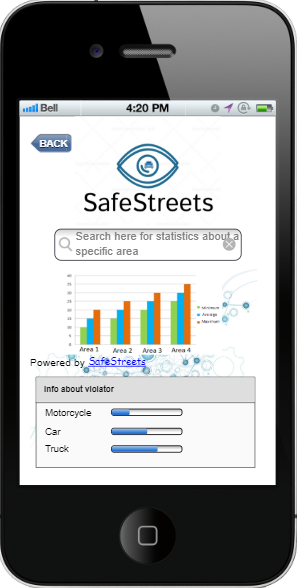 Bell 4:20 PM
BACK
SafeStreets
Search here for statistics about a
specific area
40
35
30
25
20
15
10
5
0
Minimum
Average
Maximum
Area 1 Area 2 Area 3 Area 4
Powered by SafeStreets
Info about violator
Motorcycle
Car
Truck